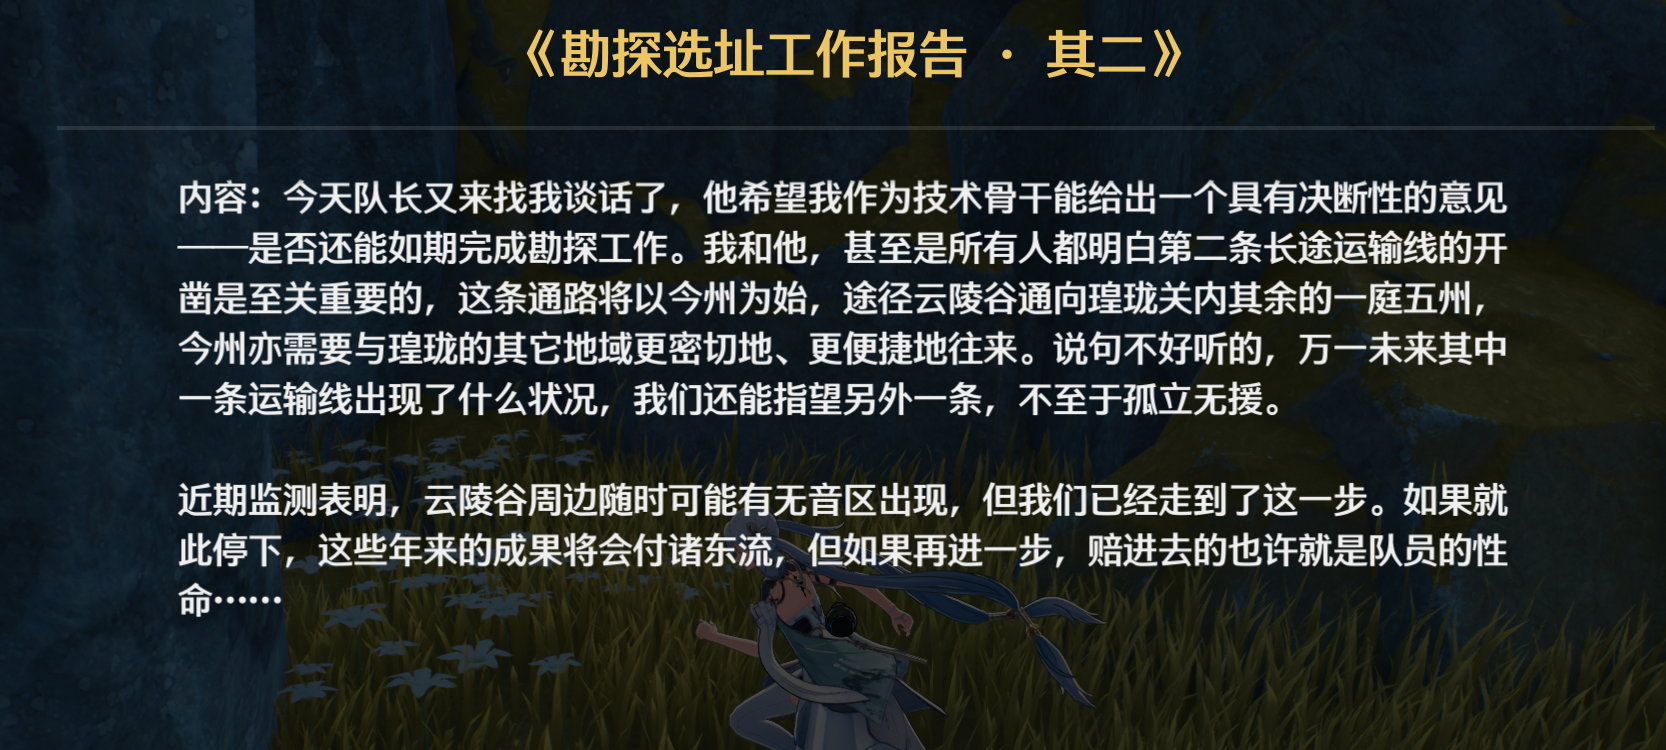 《勘探选址工作报告 · 其二》
内容：今天队长又来找我谈话了，他希望我作为技术骨干能给出一个具有决断性的意见
——是否还能如期完成勘探工作。我和他，甚至是所有人都明白第二条长途运输线的开
凿是至关重要的，这条通路将以今州为始，途径云陵谷通向瑝珑关内其余的一庭五州，
今州亦需要与瑝珑的其它地域更密切地、更便捷地往来。说句不好听的，万一未来其中
一条运输线出现了什么状况，我们还能指望另外一条，不至于孤立无援。
近期监测表明，云陵谷周边随时可能有无音区出现，但我们已经走到了这一步。如果就
此停下，这些年来的成果将会付诸东流，但如果再进一步，赔进去的也许就是队员的性
命……